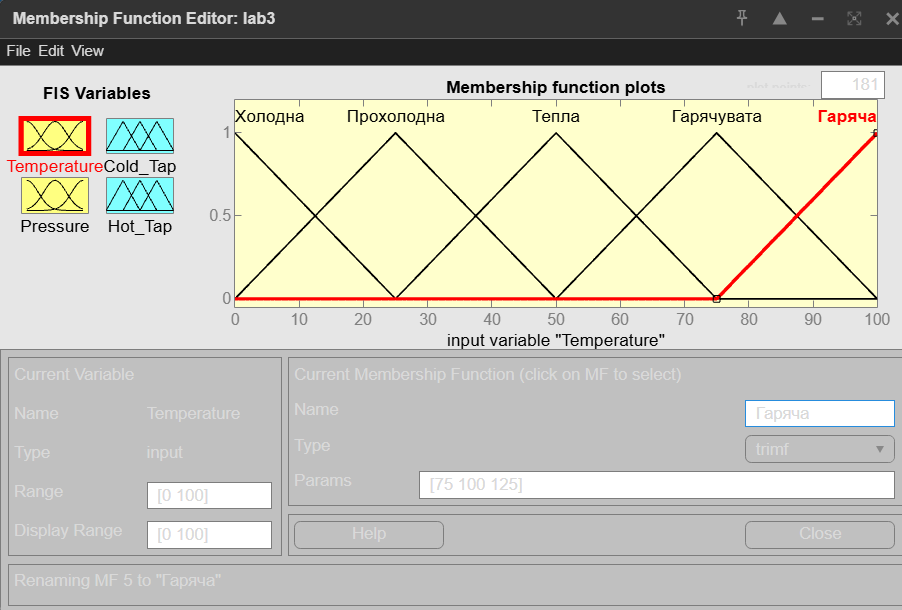 Membership Function Editor: lab3
File Edit View
FIS Variables
Temperature Cold_Tap
Pressure Hot_Tap
Membership function plots
plot points: 181
Холодна Прохолодна Тепла Гарячувата Гаряча
1
0.5
0
0 10 20 30 40 50 60 70 80 90 100
input variable "Temperature"
Current Variable
Name Temperature
Type input
Range [0 100]
Display Range [0 100]
Current Membership Function (click on MF to select)
Name Гаряча
Type trimf
Params [75 100 125]
Help Close
Renaming MF 5 to "Гаряча"